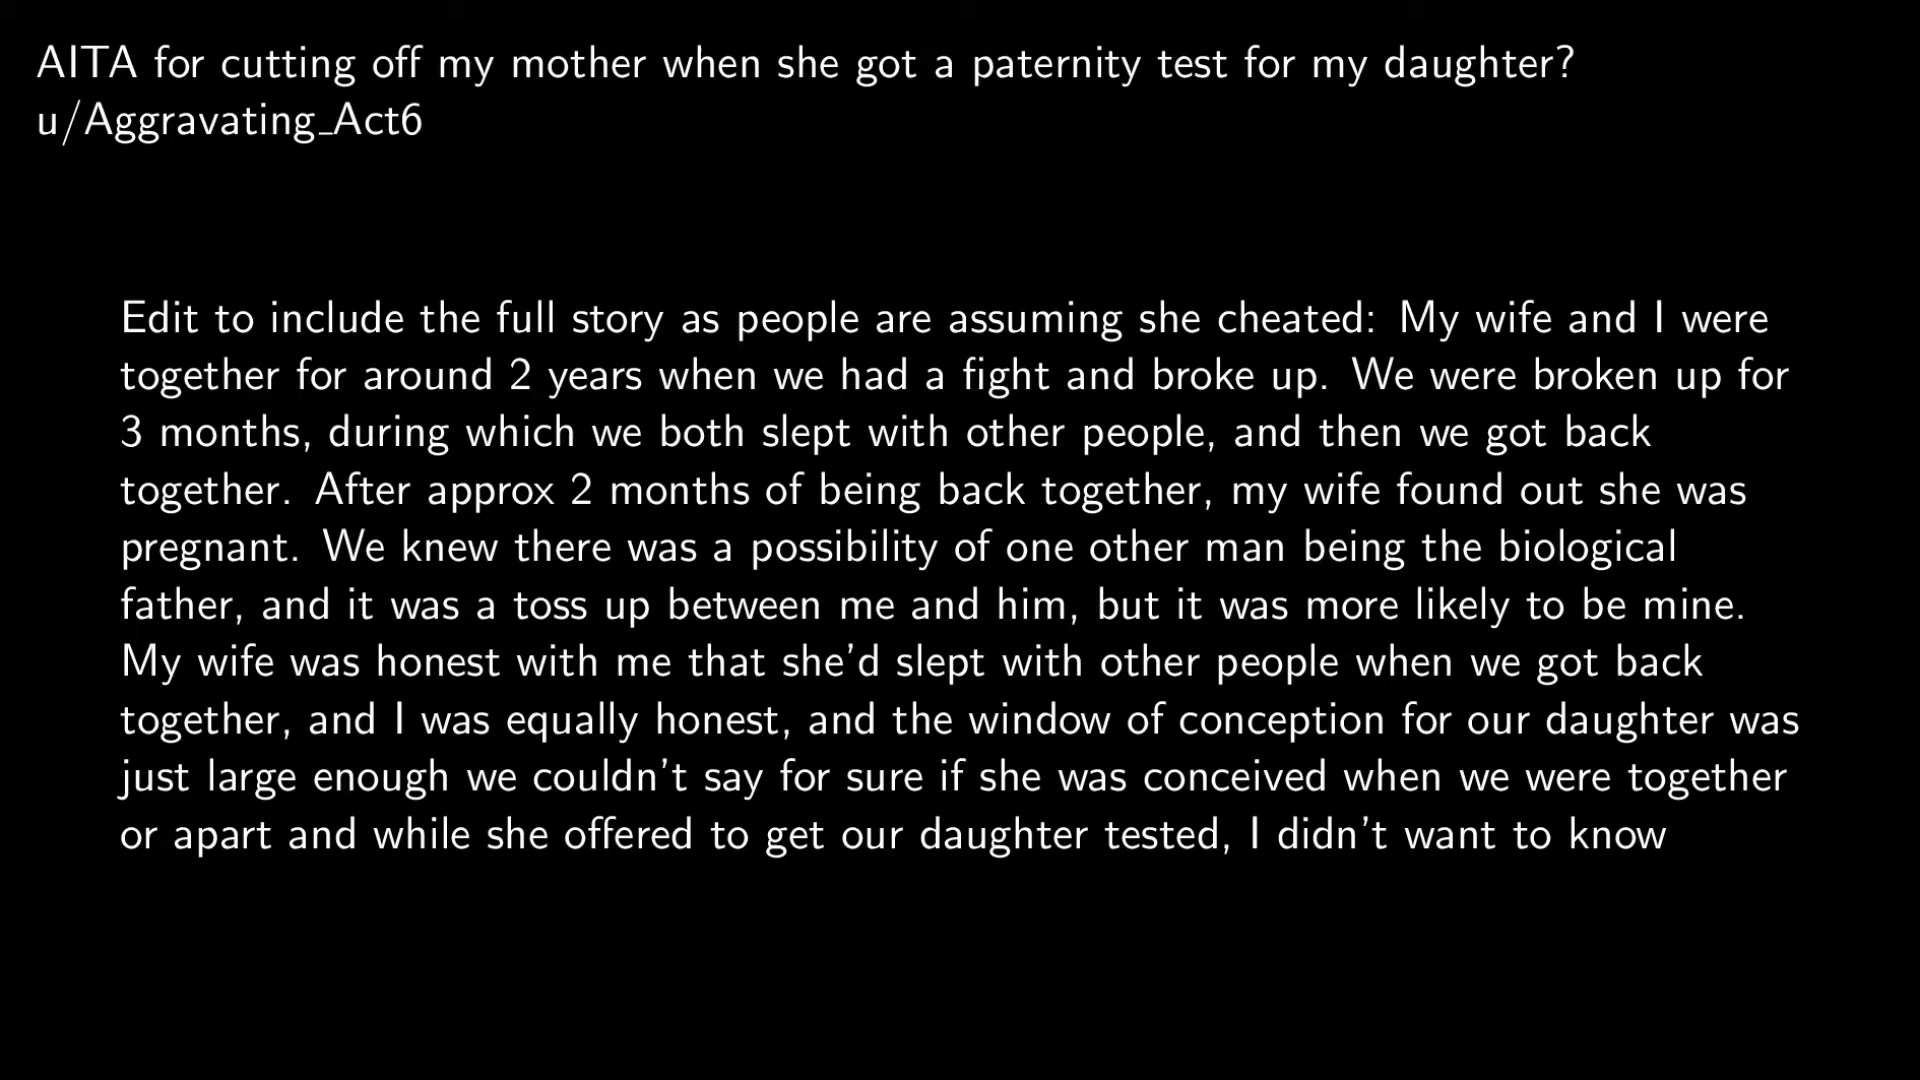 AITA for cutting off my mother when she got a paternity test for my daughter?
u/Aggravating_Act6
Edit to include the full story as people are assuming she cheated: My wife and I were
together for around 2 years when we had a fight and broke up. We were broken up for
3 months, during which we both slept with other people, and then we got back
together. After approx 2 months of being back together, my wife found out she was
pregnant. We knew there was a possibility of one other man being the biological
father, and it was a toss up between me and him, but it was more likely to be mine.
My wife was honest with me that she'd slept with other people when we got back
together, and I was equally honest, and the window of conception for our daughter was
just large enough we couldn't say for sure if she was conceived when we were together
or apart and while she offered to get our daughter tested, I didn't want to know